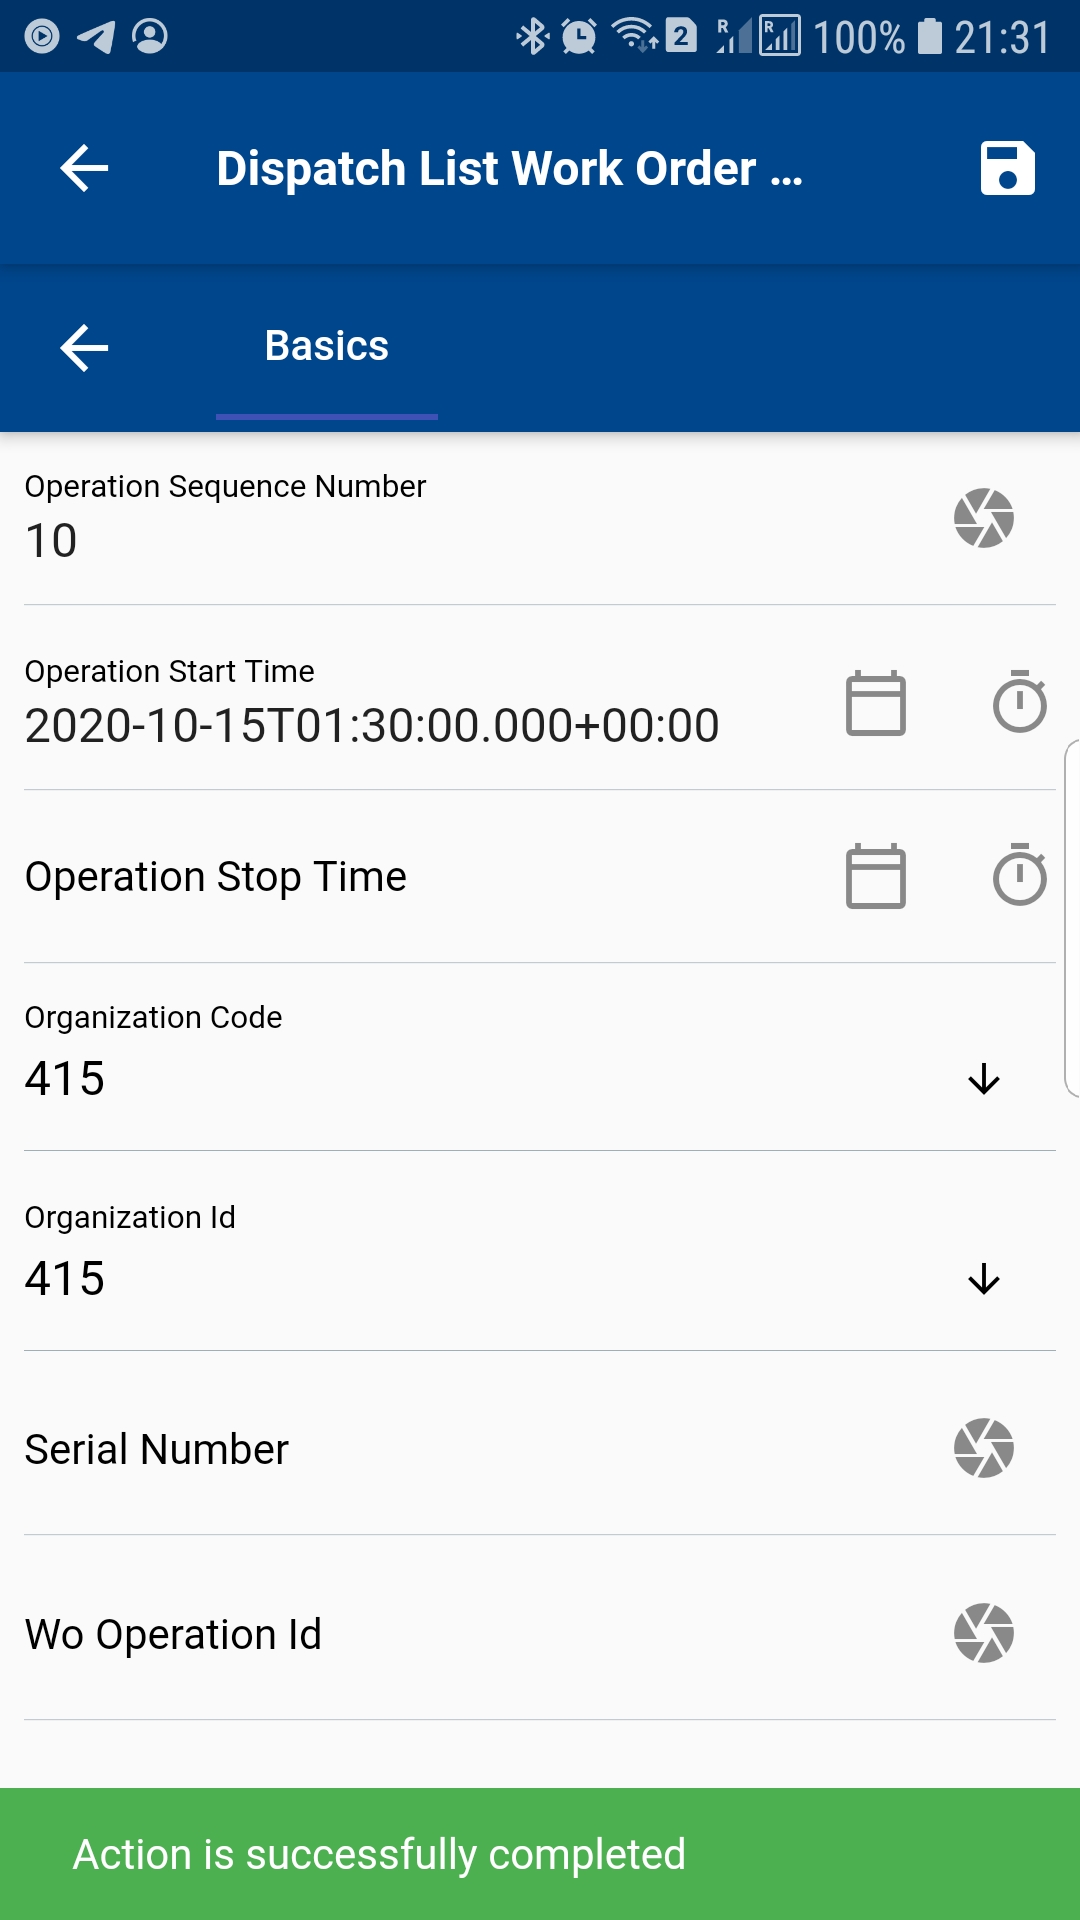 2 R R 100% 21:31
Dispatch List Work Order ...
Basics
Operation Sequence Number
10
Operation Start Time
2020-10-15T01:30:00.000+00:00
Operation Stop Time
Organization Code
415
Organization Id
415
Serial Number
Wo Operation Id
Action is successfully completed